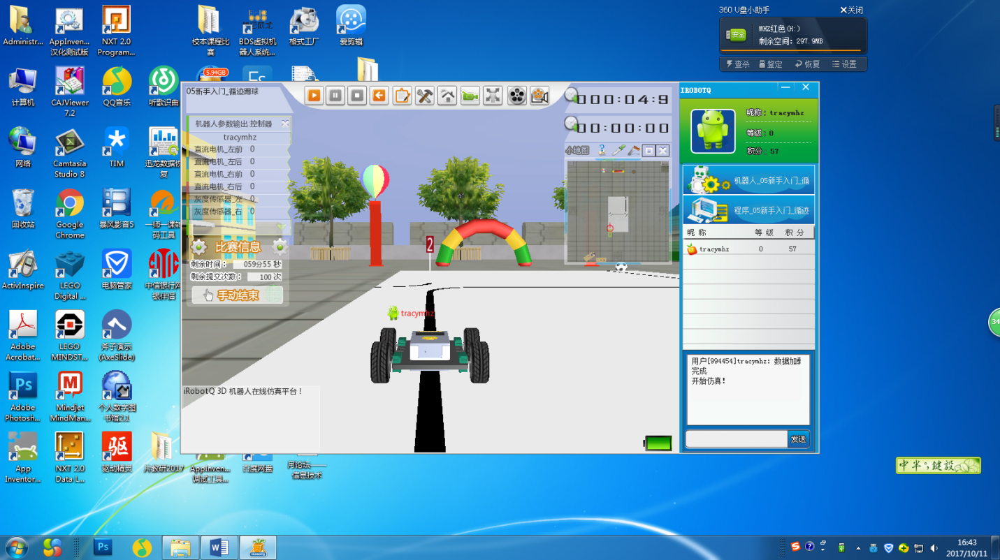 360 U盘小助手
✕关闭
安全
MHZ红色(H:)
剩余空间: 297.9MB
查杀
鉴定
恢复
设置
Administr...
AppInven...
汉化测试版
NXT 2.0
Program...
校本课程比
赛
BDS虚拟机
器人系统...
格式工厂
爱剪辑
计算机
CAJViewer
7.2
QQ音乐
听歌识曲
5.94GB
网络
Camtasia
Studio 8
TIM
迅龙数据恢
复
回收站
Google
Chrome
暴风影音5
一师一课转
码工具
ActivInspire
LEGO
Digital ...
电脑管家
中信银行网
银伴侣
Adobe
Acrobat...
LEGO
MINDST...
斧子演示
(AxeSlide)
Ps
Adobe
Photosh...
Mindjet
MindMan...
个人数字图
书馆2.1
App
Inventor...
NXT 2.0
Data L...
驱
驱动精灵
片教研2017
AppInven...
调试工具...
百度网盘
月论坛——
信息技术
05新手入门_循迹踢球
机器人参数输出:控制器
tracymhz
直流电机_左前 0
直流电机_左后 0
直流电机_右前 0
直流电机_右后 0
灰度传感器_左 0
灰度传感器_右 0
比赛信息
剩余时间: 059分55 秒
剩余提交次数: 100 次
手动结束
000:04:9
00:00:00
小地图
2
tracymhz
iRobotQ 3D 机器人在线仿真平台！
IROBOTQ
昵称: tracymhz
等级: 0
积分: 57
机器人_05新手入门_循
程序_05新手入门_循迹
昵 称 等 级 积 分
tracymhz 0 57
用户[994454]tracymhz: 数据加载
完成
开始仿真!
发送
34
中半;键设
Ps
16:43
2017/10/11